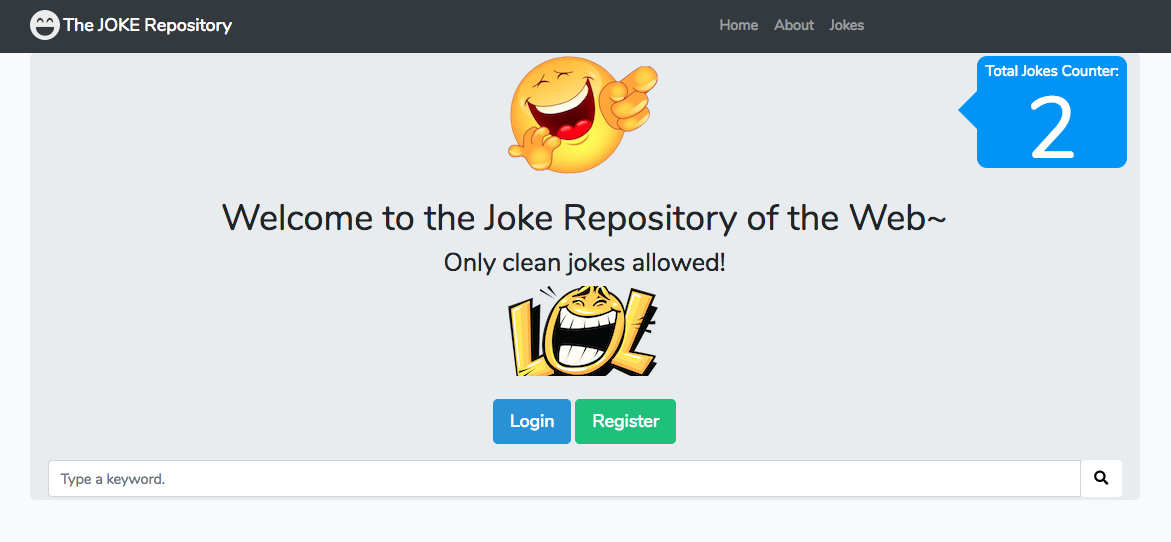 The JOKE Repository
Home About Jokes
Total Jokes Counter:
2
Welcome to the Joke Repository of the Web~
Only clean jokes allowed!
LOL
Login Register
Type a keyword.